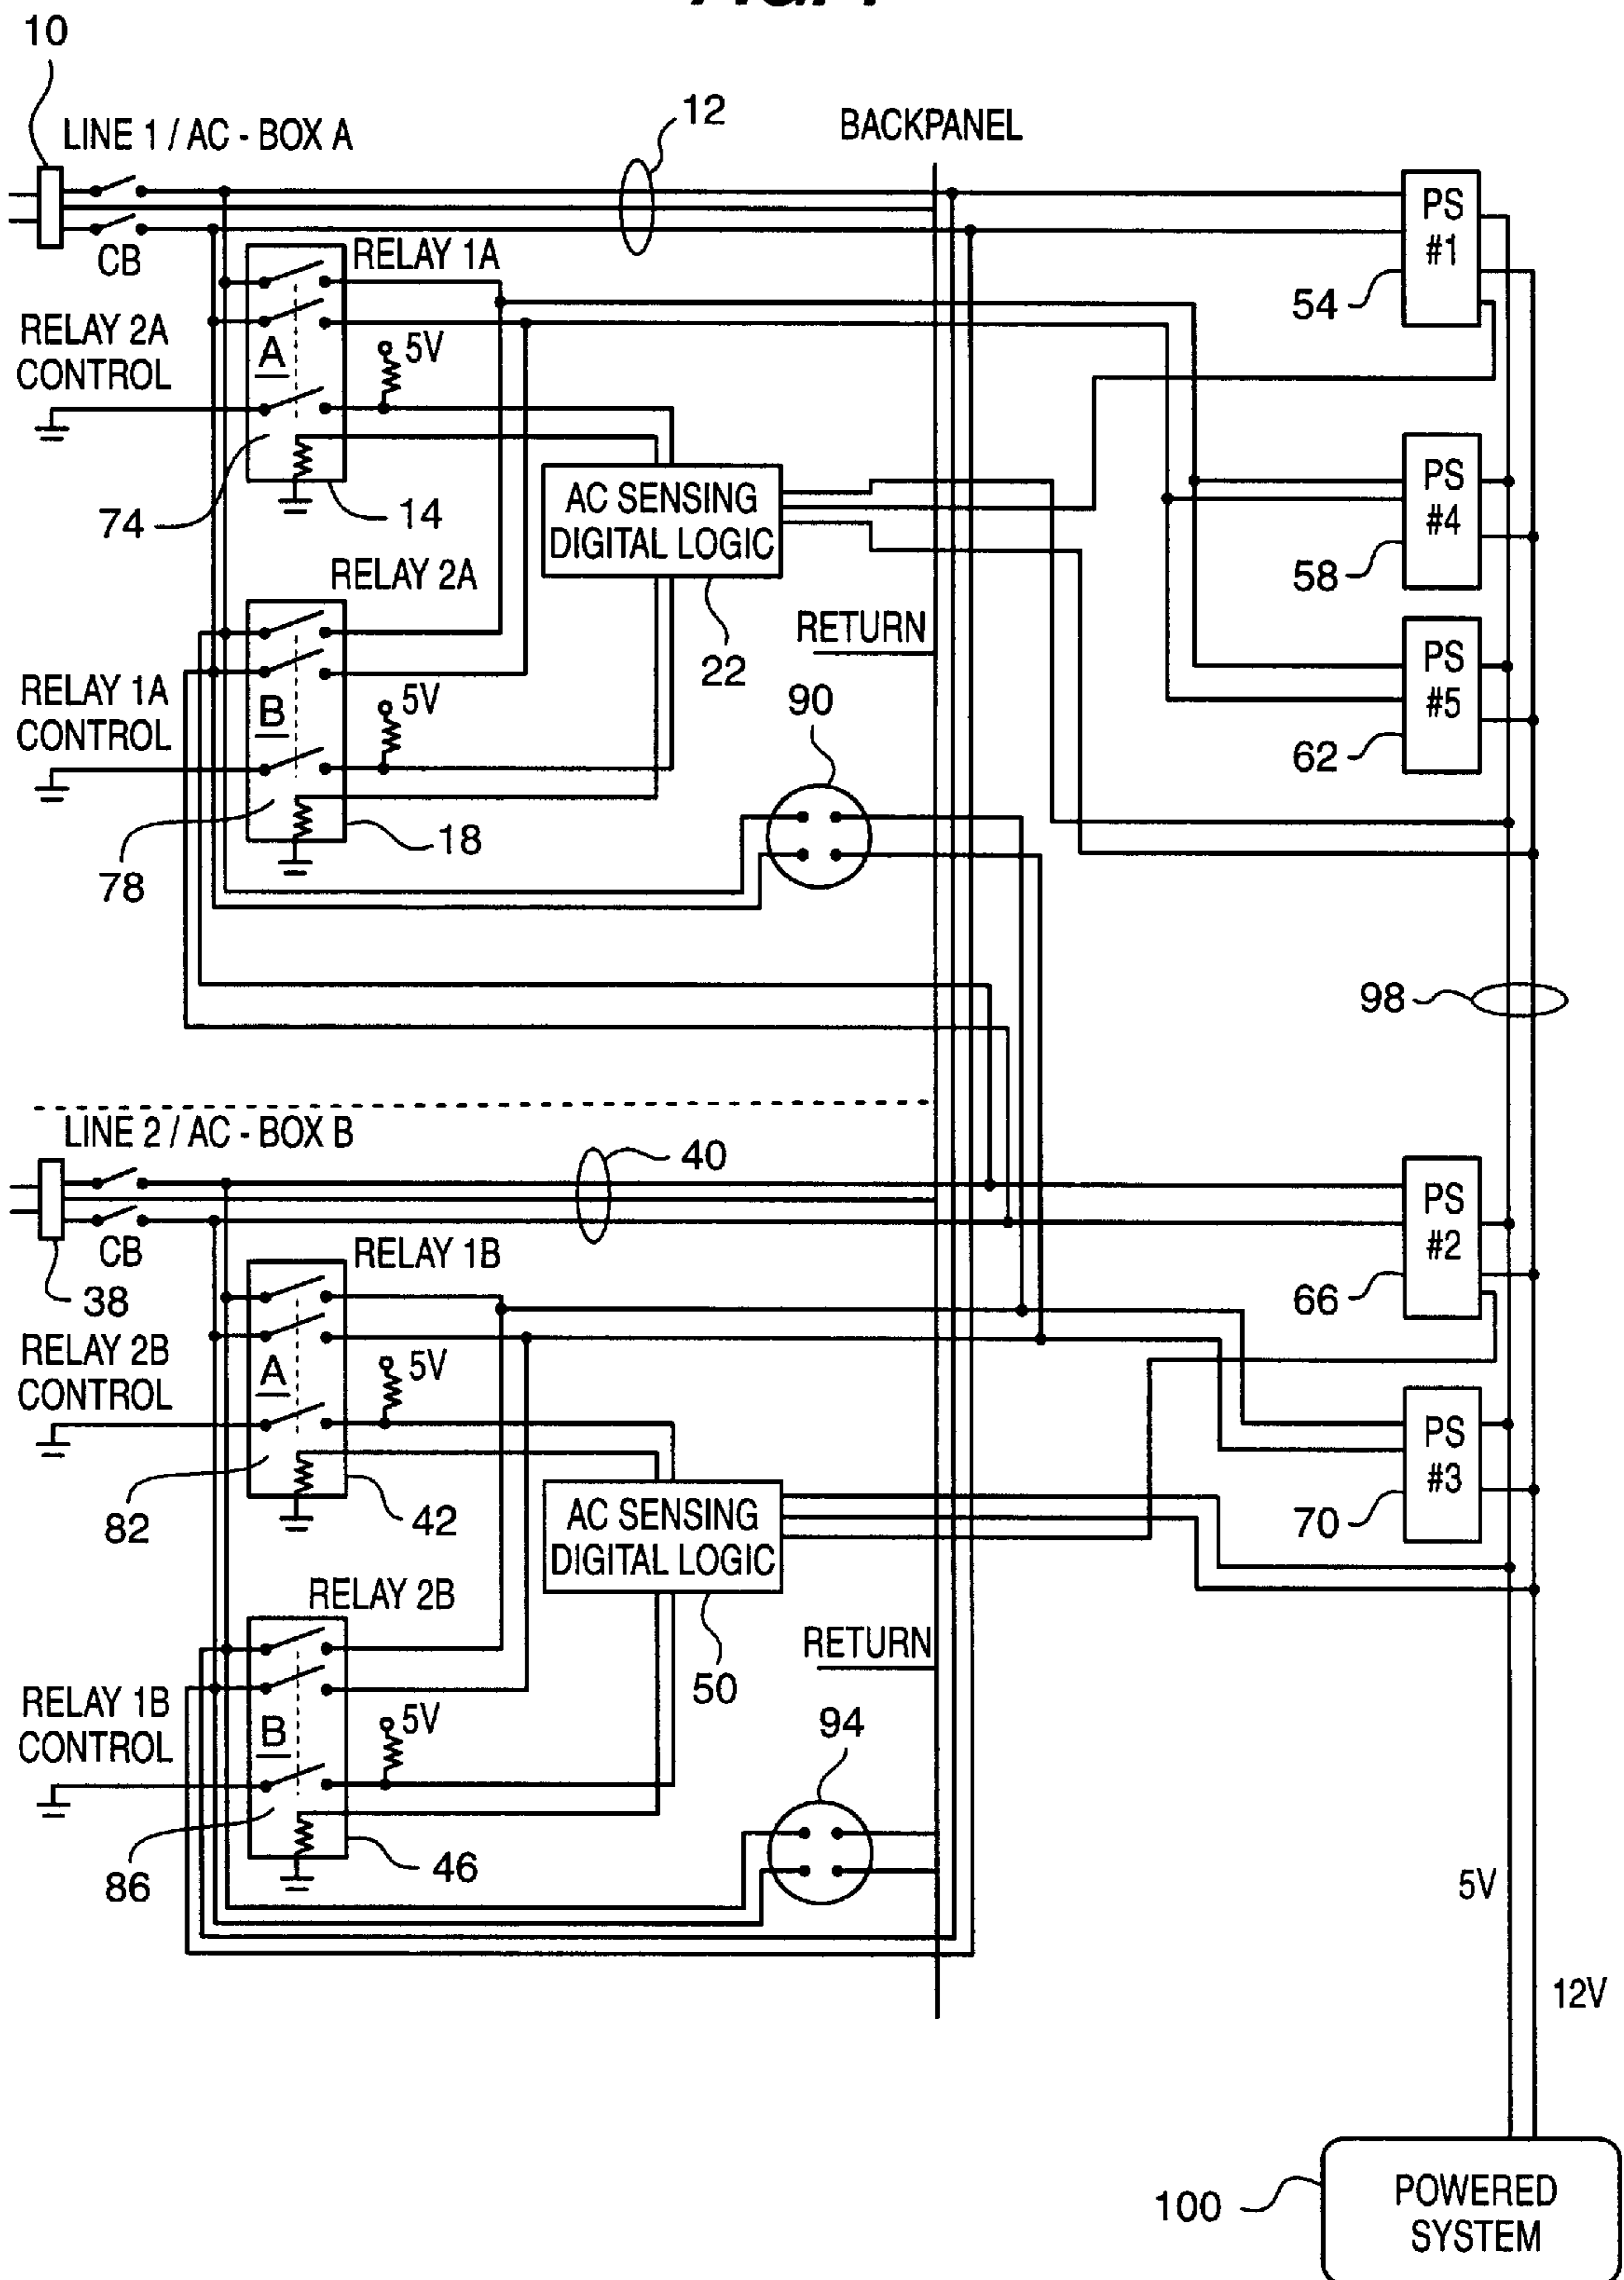 10
LINE 1 / AC - BOX A
12
BACKPANEL
CB
RELAY 1A
PS
#1
54
RELAY 2A
CONTROL
A
5V
74
14
AC SENSING
DIGITAL LOGIC
22
PS
#4
58
RELAY 2A
RETURN
PS
#5
62
RELAY 1A
CONTROL
B
5V
90
78
18
98
LINE 2 / AC - BOX B
40
38
CB
RELAY 1B
PS
#2
66
RELAY 2B
CONTROL
A
5V
82
42
AC SENSING
DIGITAL LOGIC
50
PS
#3
70
RELAY 2B
RETURN
RELAY 1B
CONTROL
B
5V
94
86
46
5V
12V
100
POWERED
SYSTEM